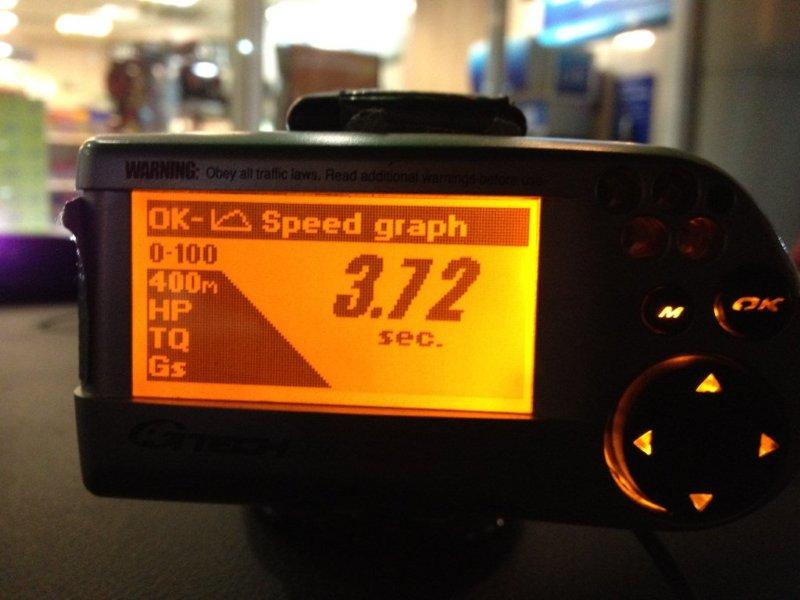 WARNING: Obey all traffic laws. Read additional warnings before use.
OK- Speed graph
0-100
3.72
sec.
400m
HP
TQ
Gs
M
OK
GTECH